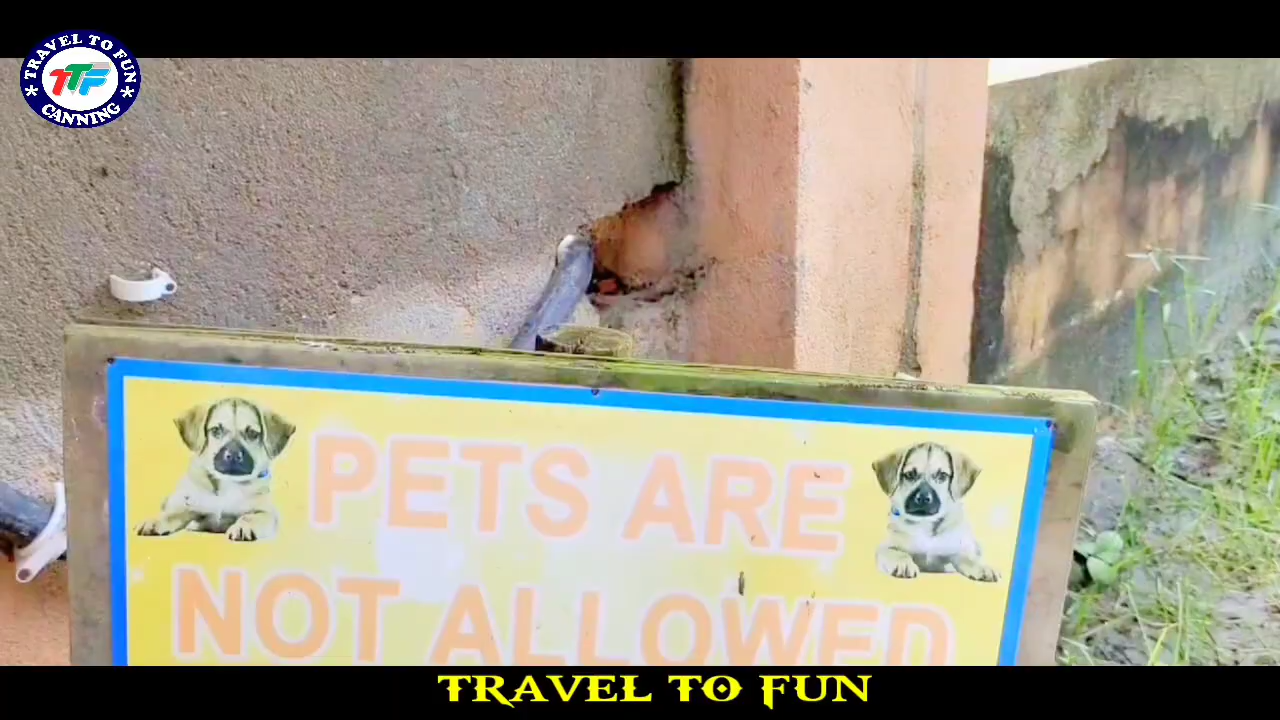 TRAVEL TO FUN
TTF
CANNING
PETS ARE
NOT ALLOWED
TRAVEL TO FUN